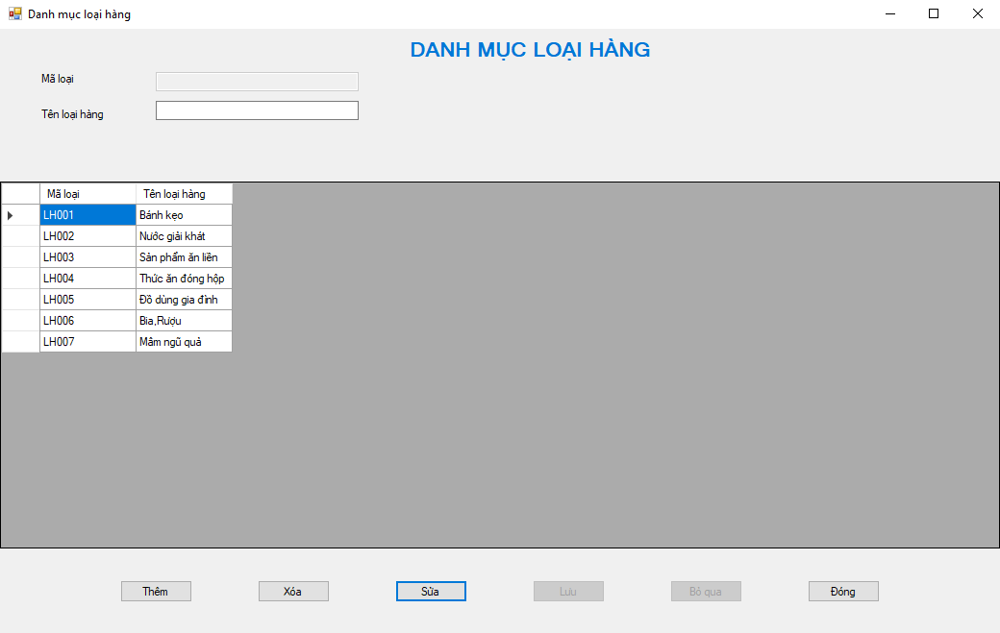 Danh mục loại hàng
DANH MỤC LOẠI HÀNG
Mã loại
Tên loại hàng
Mã loại Tên loại hàng
LH001 Bánh kẹo
LH002 Nước giải khát
LH003 Sản phẩm ăn liền
LH004 Thức ăn đóng hộp
LH005 Đồ dùng gia đình
LH006 Bia,Rượu
LH007 Mâm ngũ quả
Thêm Xóa Sửa Lưu Bỏ qua Đóng